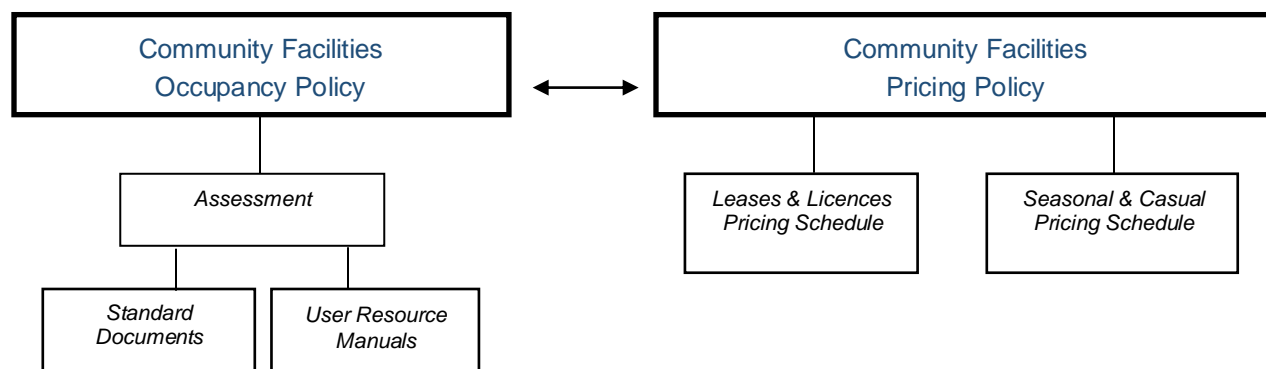 Community Facilities
Occupancy Policy
Community Facilities
Pricing Policy
Assessment
Leases & Licences
Pricing Schedule
Seasonal & Casual
Pricing Schedule
Standard
Documents
User Resource
Manuals